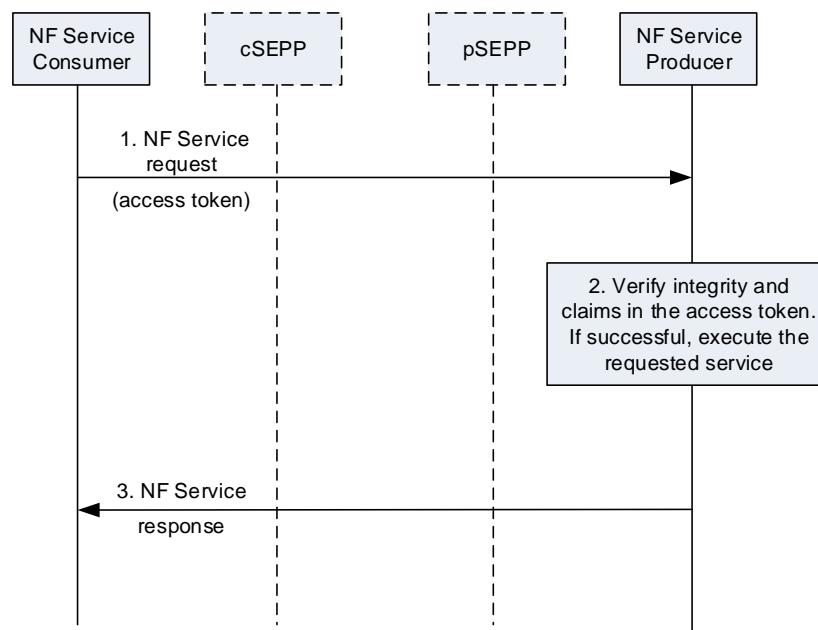 NF Service
Consumer
cSEPP
pSEPP
NF Service
Producer
1. NF Service
request
(access token)
2. Verify integrity and
claims in the access token.
If successful, execute the
requested service
3. NF Service
response